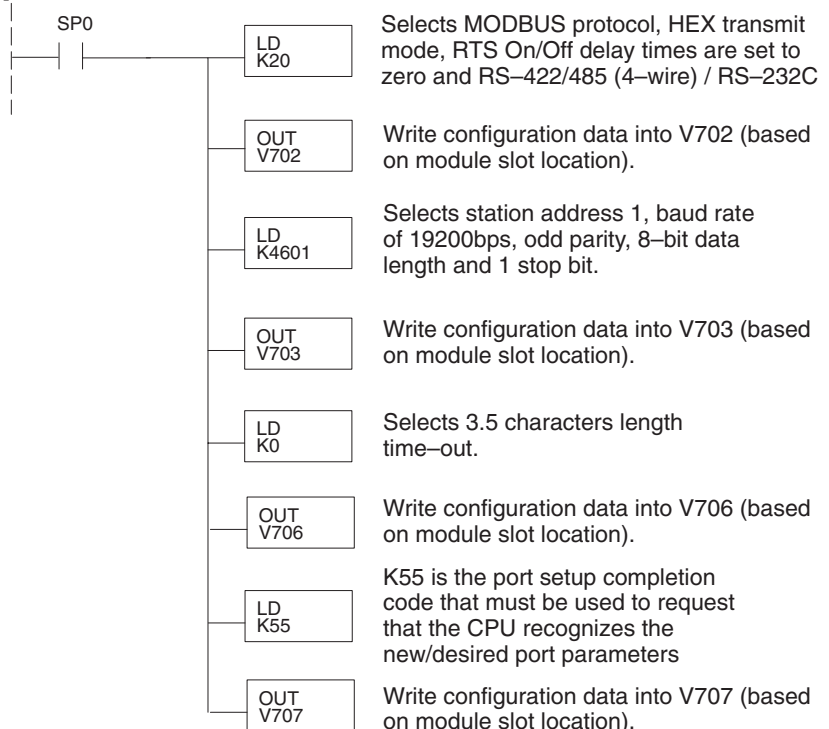 SP0
LD
K20
Selects MODBUS protocol, HEX transmit
mode, RTS On/Off delay times are set to
zero and RS–422/485 (4–wire) / RS–232C
OUT
V702
Write configuration data into V702 (based
on module slot location).
LD
K4601
Selects station address 1, baud rate
of 19200bps, odd parity, 8–bit data
length and 1 stop bit.
OUT
V703
Write configuration data into V703 (based
on module slot location).
LD
K0
Selects 3.5 characters length
time–out.
OUT
V706
Write configuration data into V706 (based
on module slot location).
LD
K55
K55 is the port setup completion
code that must be used to request
that the CPU recognizes the
new/desired port parameters
OUT
V707
Write configuration data into V707 (based
on module slot location).